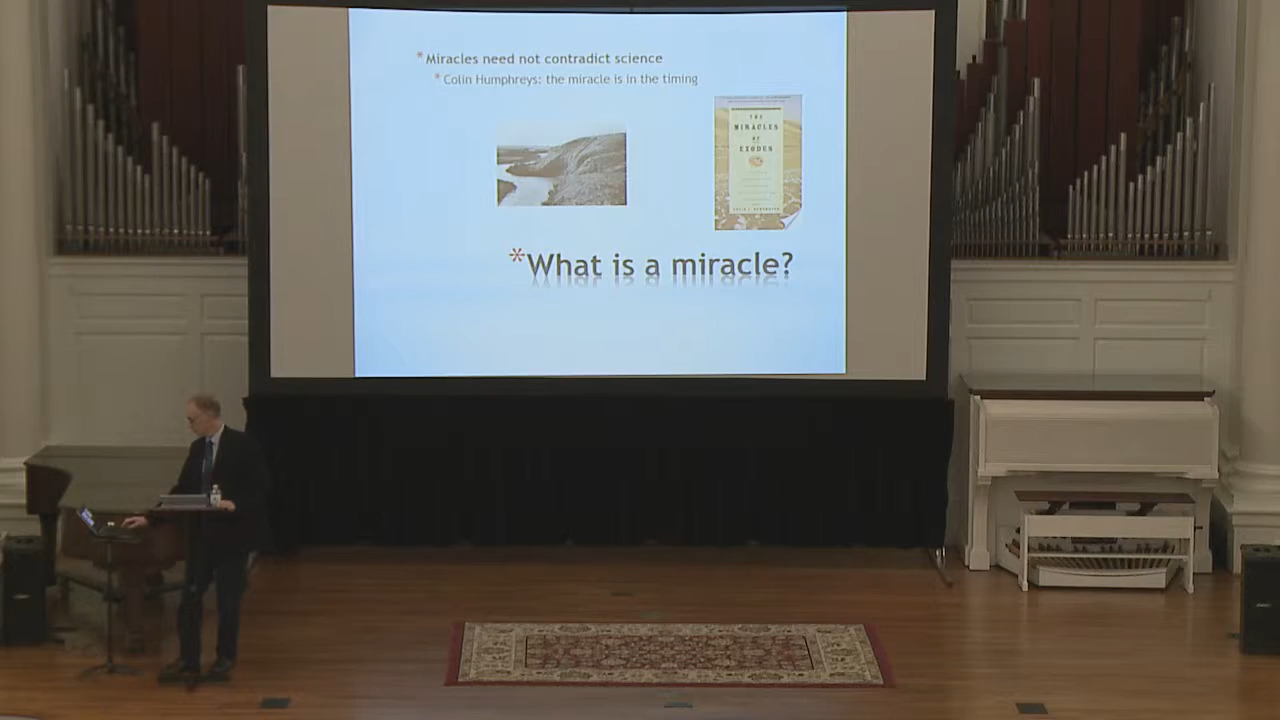 *Miracles need not contradict science
*Colin Humphreys: the miracle is in the timing
THE
MIRACLES
OF
EXODUS
*What is a miracle?